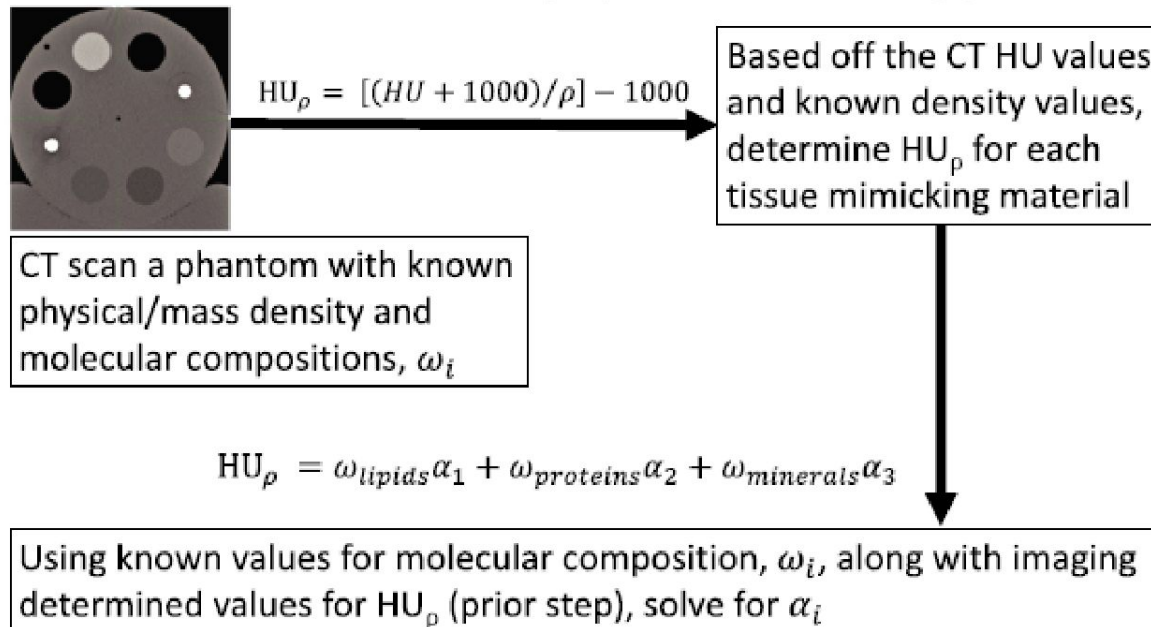 HU_ρ = [(HU + 1000)/ρ] − 1000
Based off the CT HU values
and known density values,
determine HU_ρ for each
tissue mimicking material
CT scan a phantom with known
physical/mass density and
molecular compositions, ω_i
HU_ρ = ω_lipids α_1 + ω_proteins α_2 + ω_minerals α_3
Using known values for molecular composition, ω_i, along with imaging
determined values for HU_ρ (prior step), solve for α_i